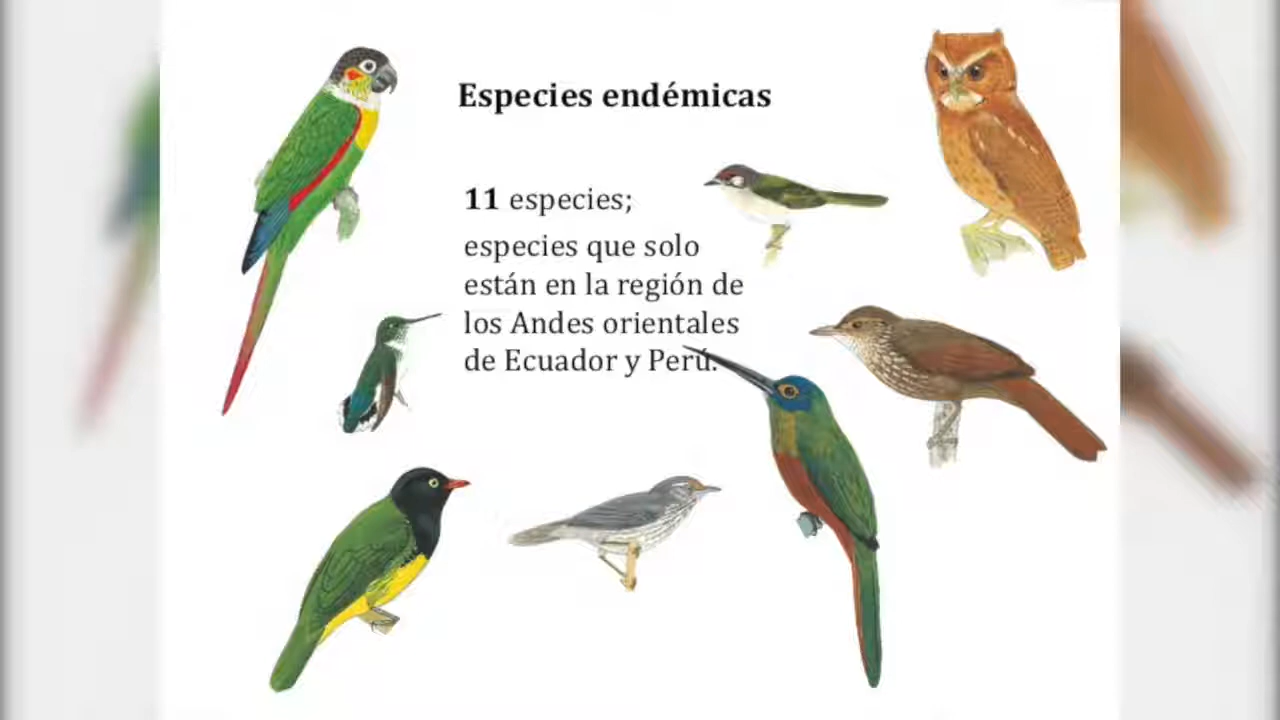 Especies endémicas
11 especies;
especies que solo
están en la región de
los Andes orientales
de Ecuador y Perú.